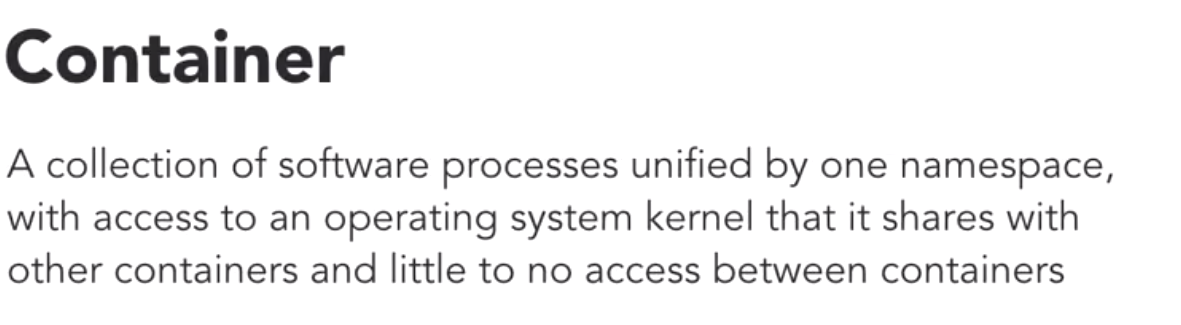 Container
A collection of software processes unified by one namespace,
with access to an operating system kernel that it shares with
other containers and little to no access between containers